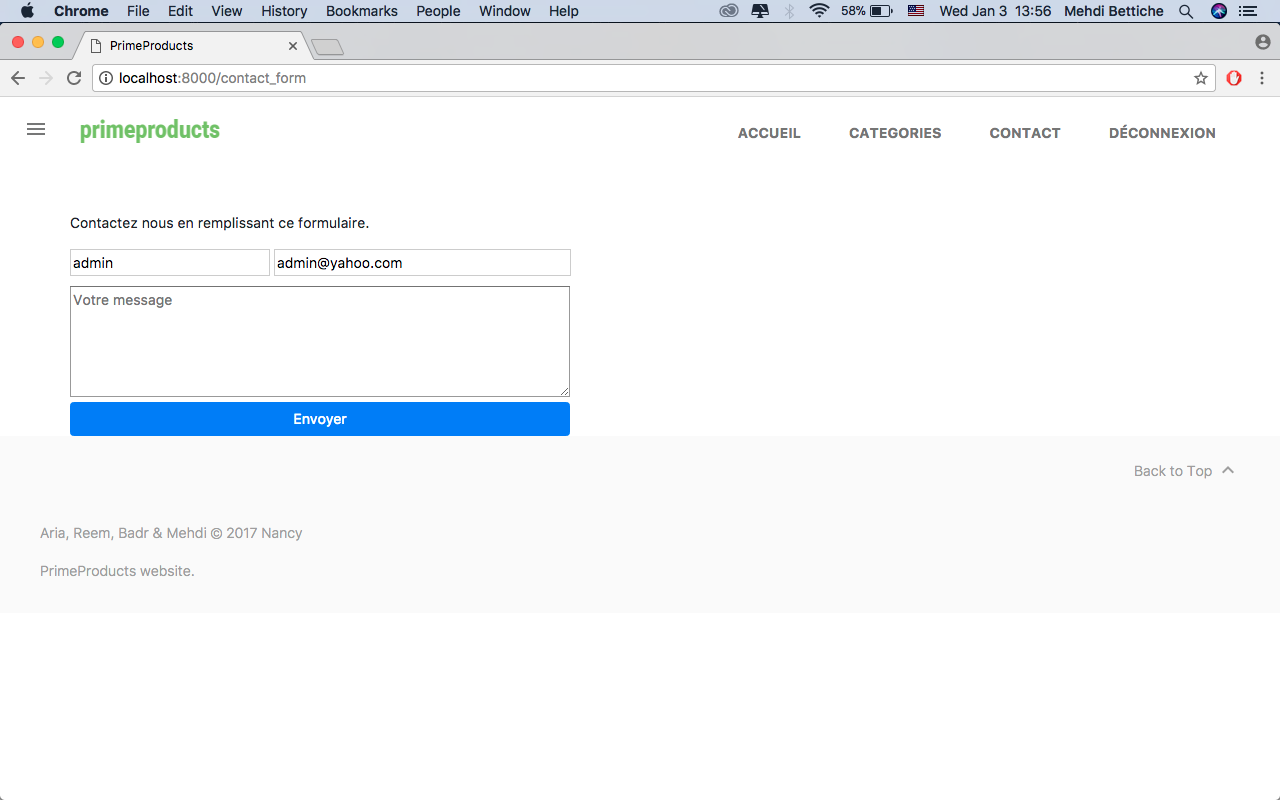 Chrome File Edit View History Bookmarks People Window Help 58% Wed Jan 3 13:56 Mehdi Bettiche
PrimeProducts
localhost:8000/contact_form
primeproducts ACCUEIL CATEGORIES CONTACT DÉCONNEXION
Contactez nous en remplissant ce formulaire.
admin admin@yahoo.com
Votre message
Envoyer
Back to Top
Aria, Reem, Badr & Mehdi © 2017 Nancy
PrimeProducts website.